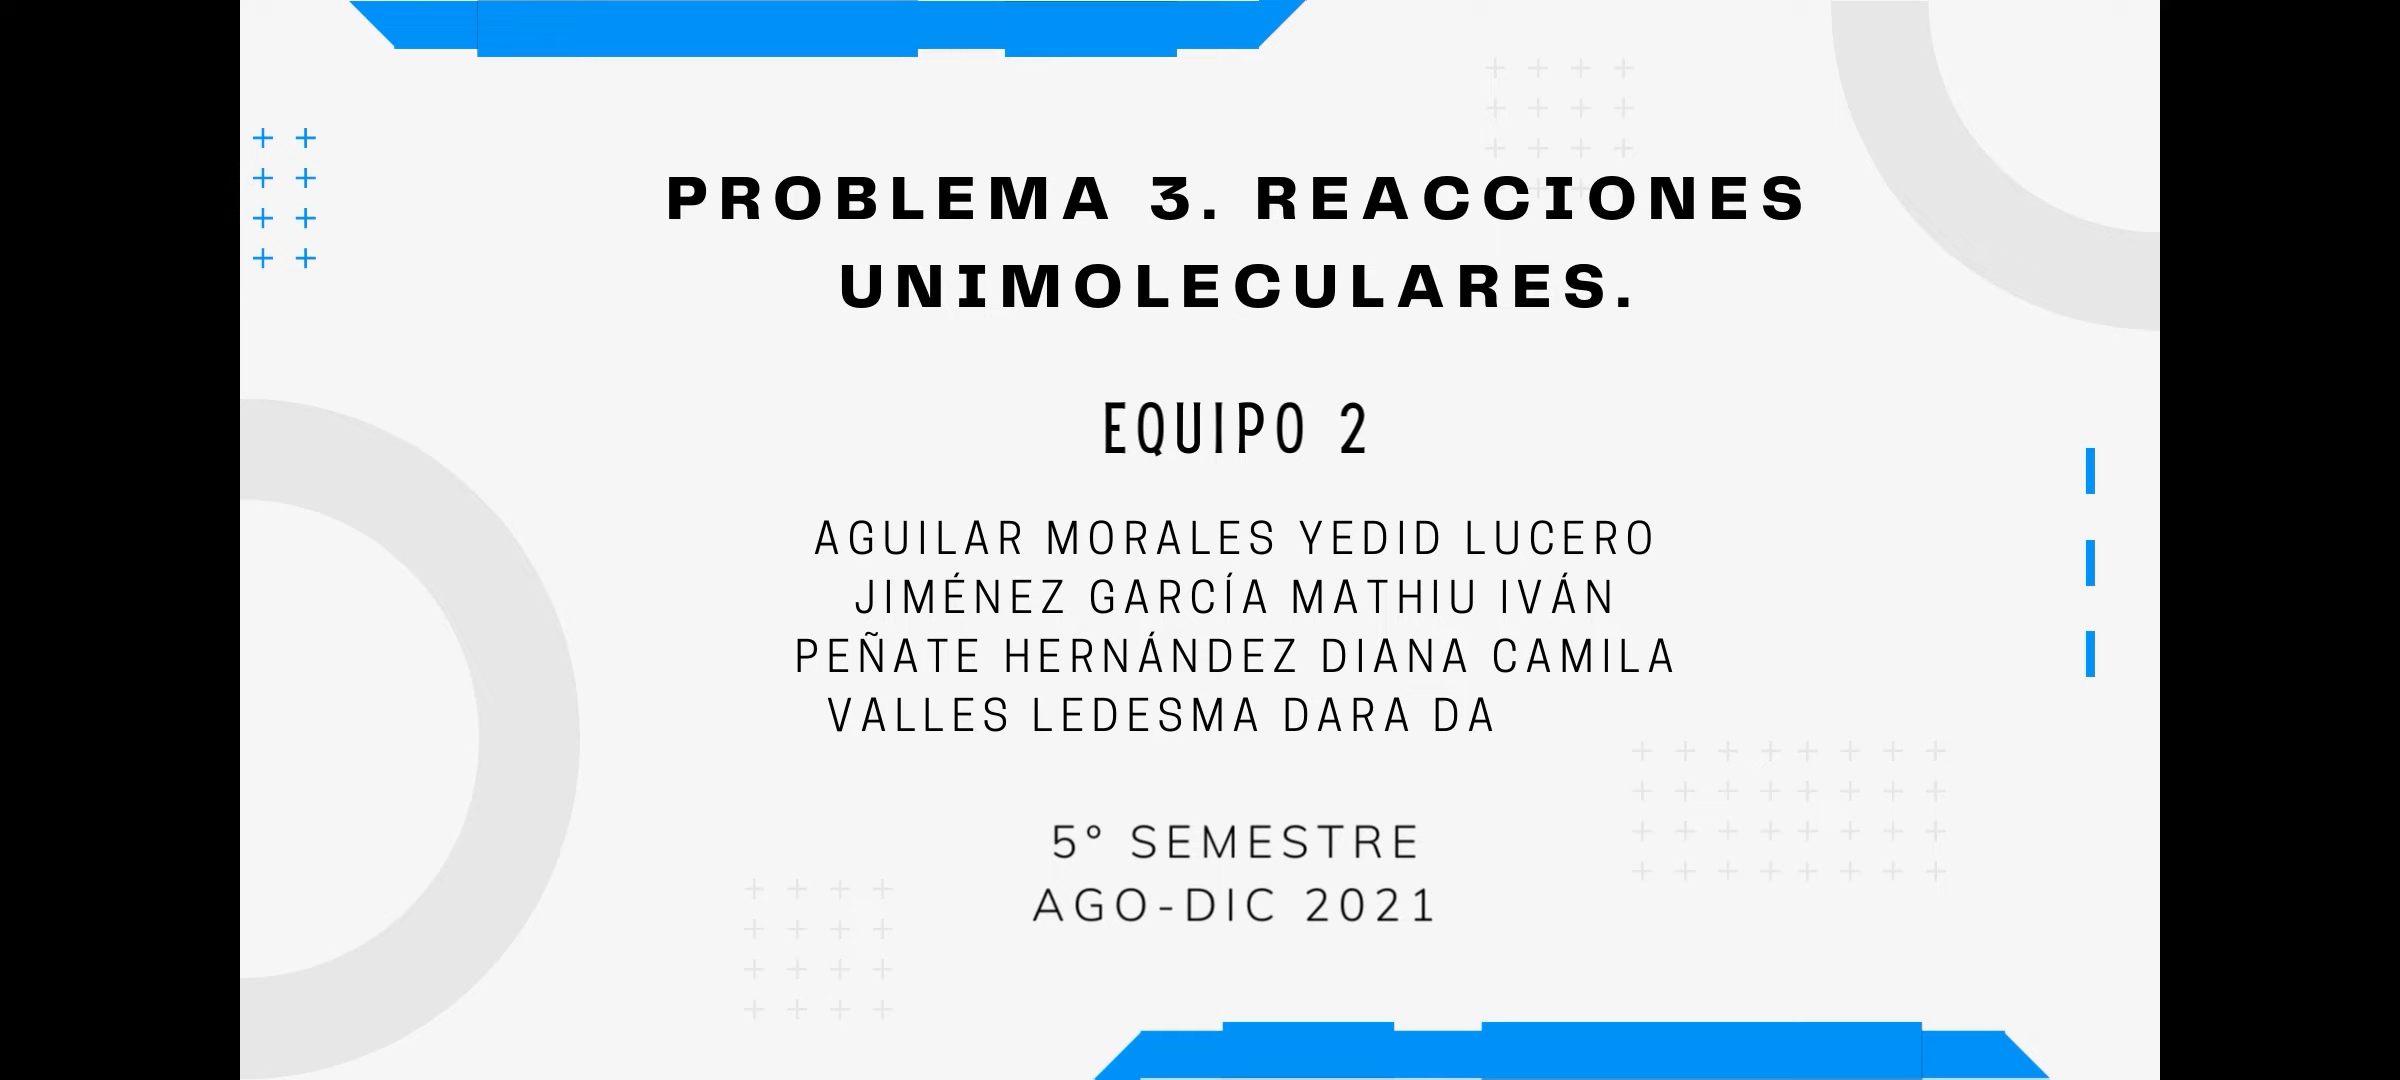 PROBLEMA 3. REACCIONES
UNIMOLECULARES.
EQUIPO 2
AGUILAR MORALES YEDID LUCERO
JIMÉNEZ GARCÍA MATHIU IVÁN
PEÑATE HERNÁNDEZ DIANA CAMILA
VALLES LEDESMA DARA DA
5° SEMESTRE
AGO-DIC 2021